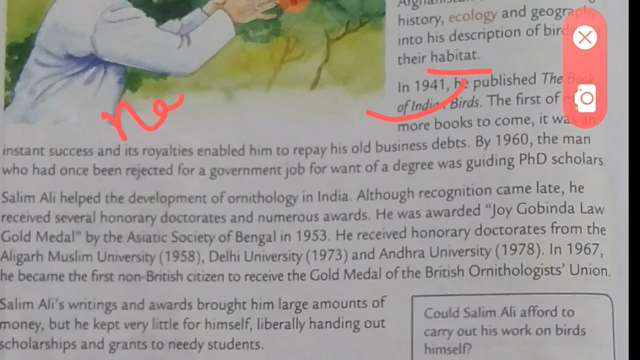 Afghanistan
history, ecology and geography
into his description of birds
their habitat.
In 1941, he published The Book
of Indian Birds. The first of
more books to come, it was an
instant success and its royalties enabled him to repay his old business debts. By 1960, the man
who had once been rejected for a government job for want of a degree was guiding PhD scholars.
Salim Ali helped the development of ornithology in India. Although recognition came late, he
received several honorary doctorates and numerous awards. He was awarded “Joy Gobinda Law
Gold Medal” by the Asiatic Society of Bengal in 1953. He received honorary doctorates from the
Aligarh Muslim University (1958), Delhi University (1973) and Andhra University (1978). In 1967,
he became the first non-British citizen to receive the Gold Medal of the British Ornithologists' Union.
Salim Ali's writings and awards brought him large amounts of
money, but he kept very little for himself, liberally handing out
scholarships and grants to needy students.
Could Salim Ali afford to
carry out his work on birds
himself?
he